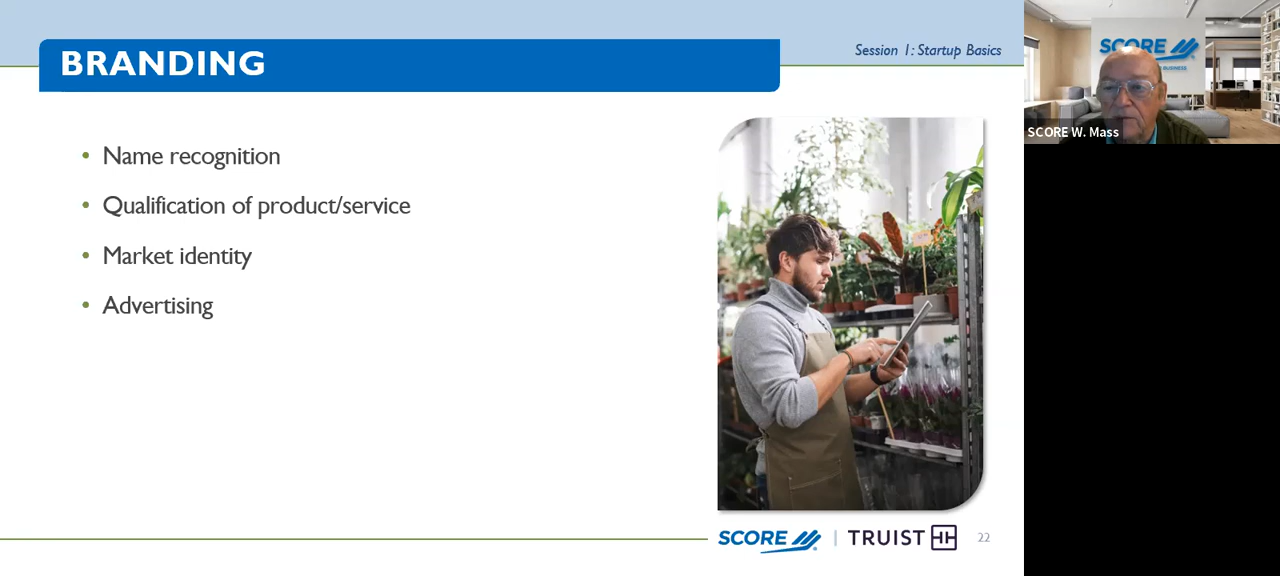 BRANDING
Session 1: Startup Basics
• Name recognition
• Qualification of product/service
• Market identity
• Advertising
SCORE | TRUIST
22
SCORE
BUSINESS
SCORE W. Mass